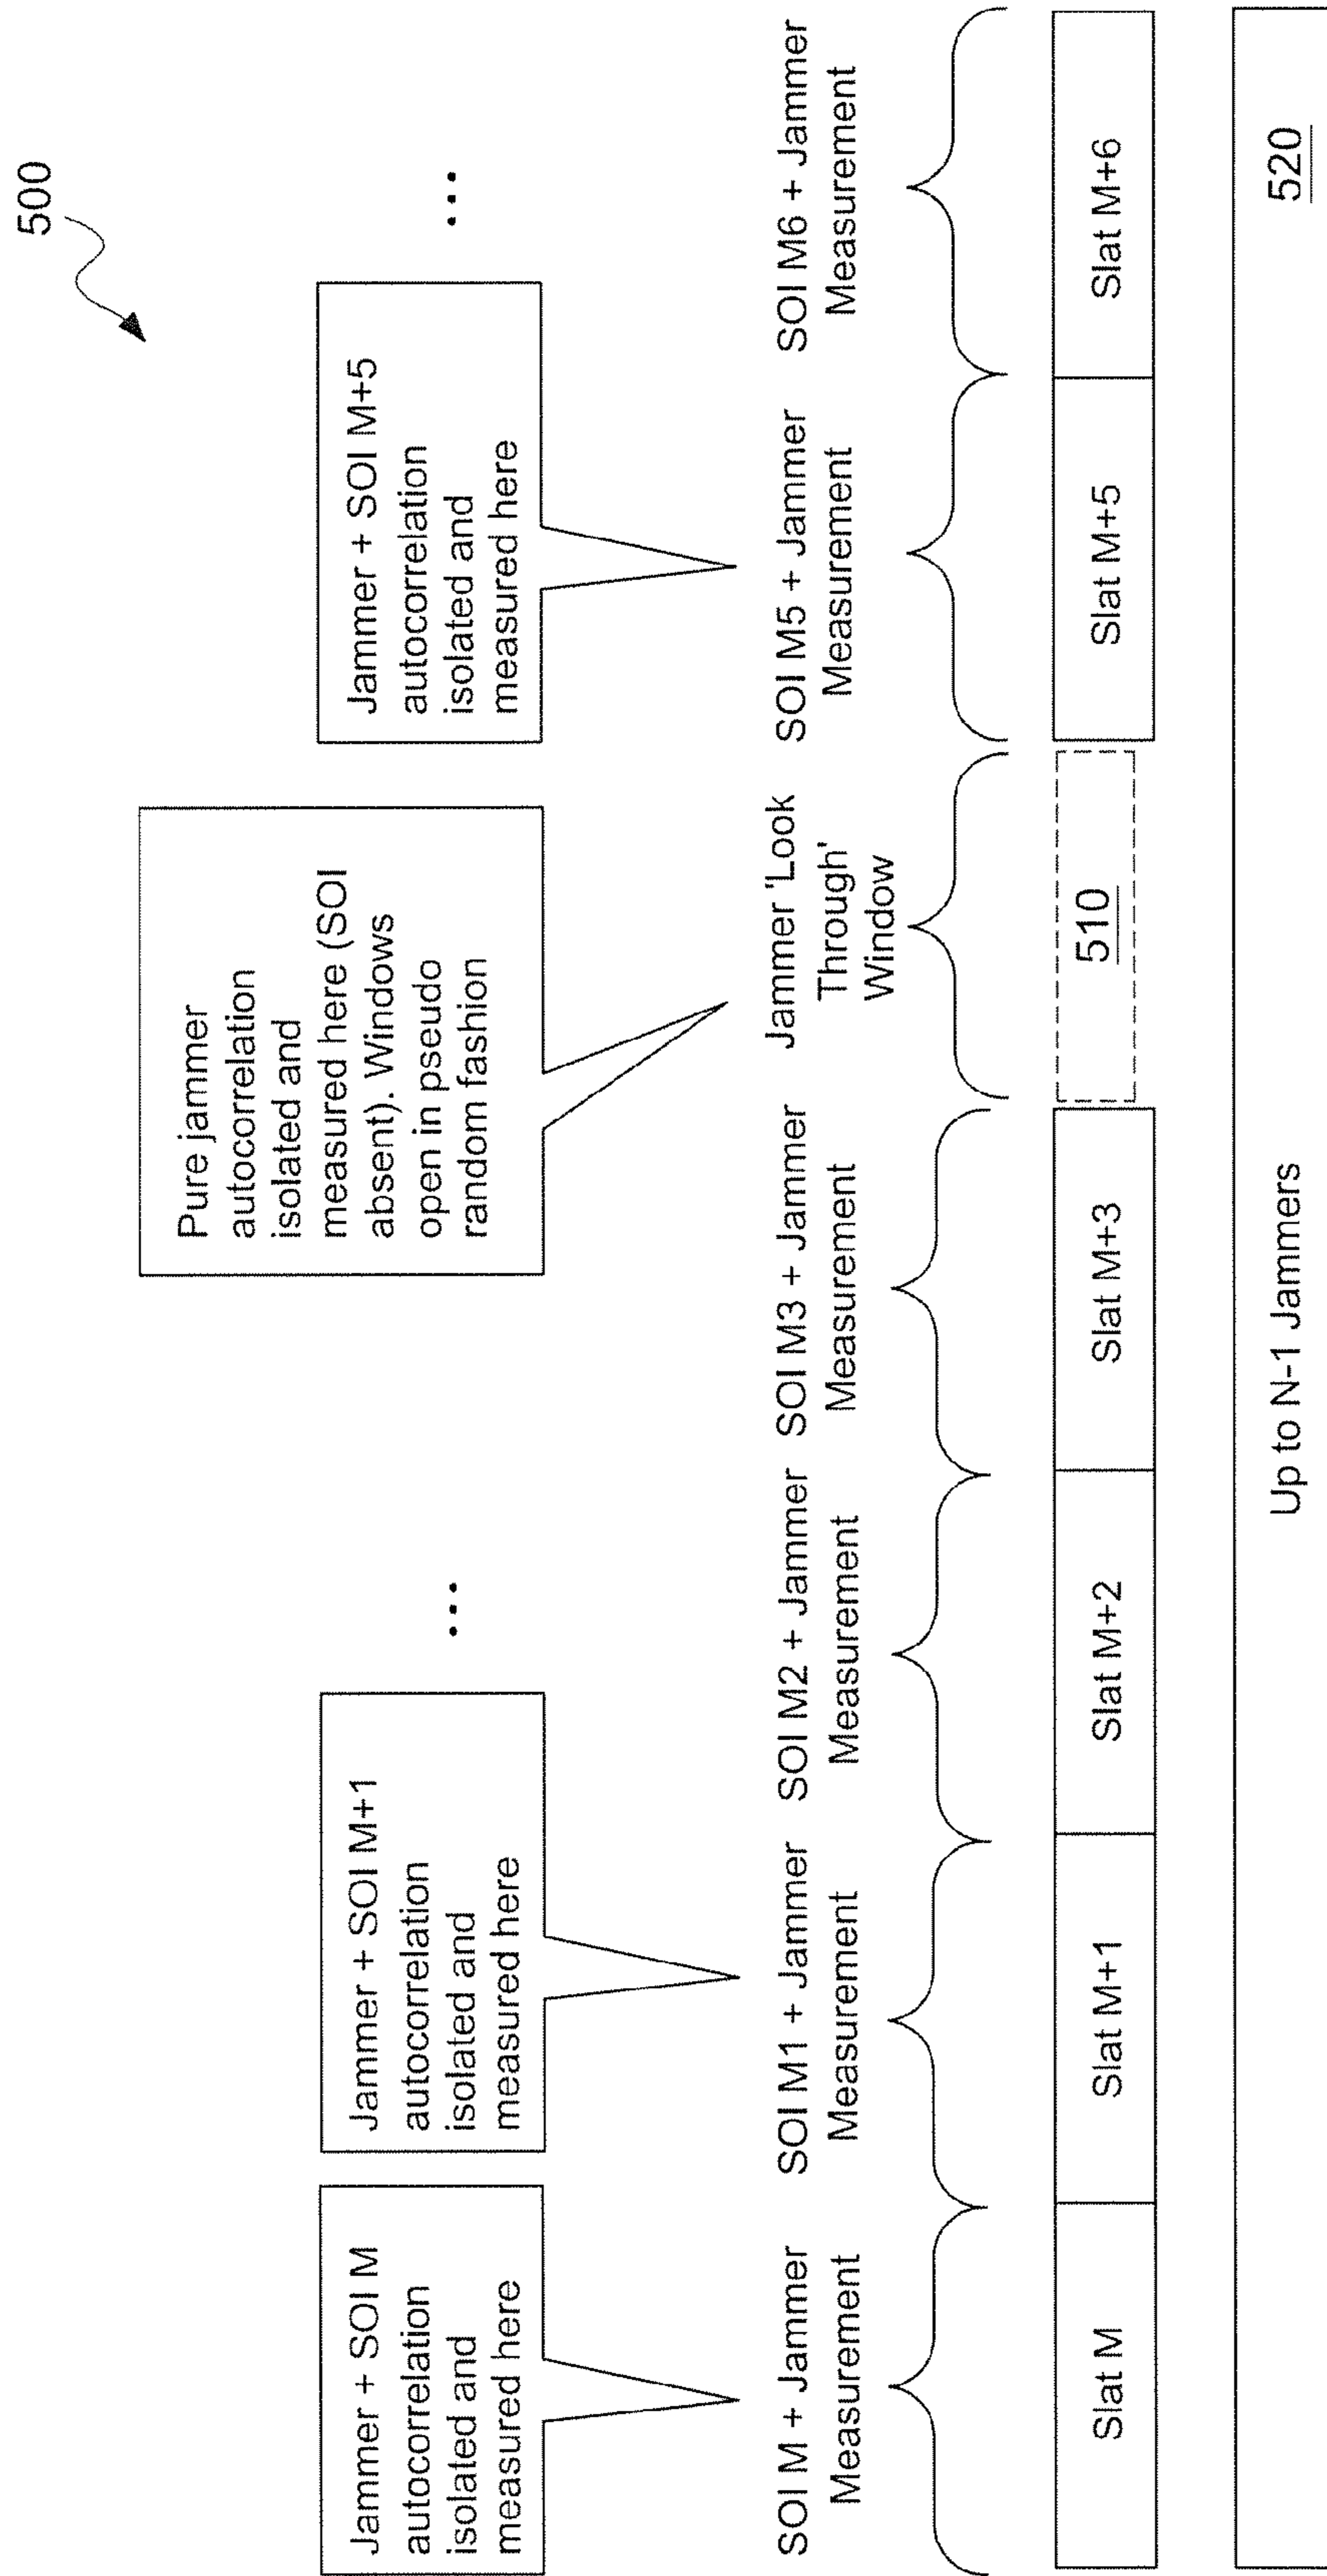 500
Jammer + SOI M
autocorrelation
isolated and
measured here
Jammer + SOI M+1
autocorrelation
isolated and
measured here
...
Pure jammer
autocorrelation
isolated and
measured here (SOI
absent). Windows
open in pseudo
random fashion
Jammer + SOI M+5
autocorrelation
isolated and
measured here
...
SOI M + Jammer
Measurement
SOI M1 + Jammer
Measurement
SOI M2 + Jammer
Measurement
SOI M3 + Jammer
Measurement
Jammer 'Look
Through'
Window
SOI M5 + Jammer
Measurement
SOI M6 + Jammer
Measurement
Slat M
Slat M+1
Slat M+2
Slat M+3
510
Slat M+5
Slat M+6
Up to N-1 Jammers
520